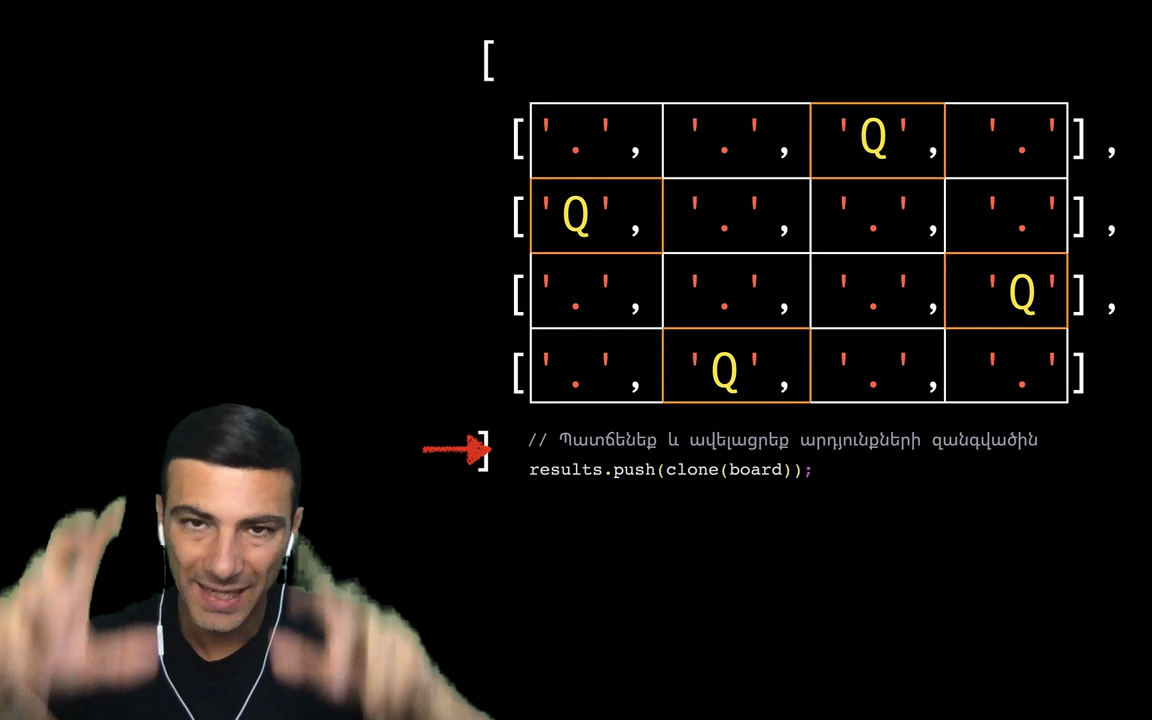 [
['.', '.', 'Q', '.'],
['Q', '.', '.', '.'],
['.', '.', '.', 'Q'],
['.', 'Q', '.', '.']
]
// Պատճենեք և ավելացրեք արդյունքների զանգվածին
results.push(clone(board));